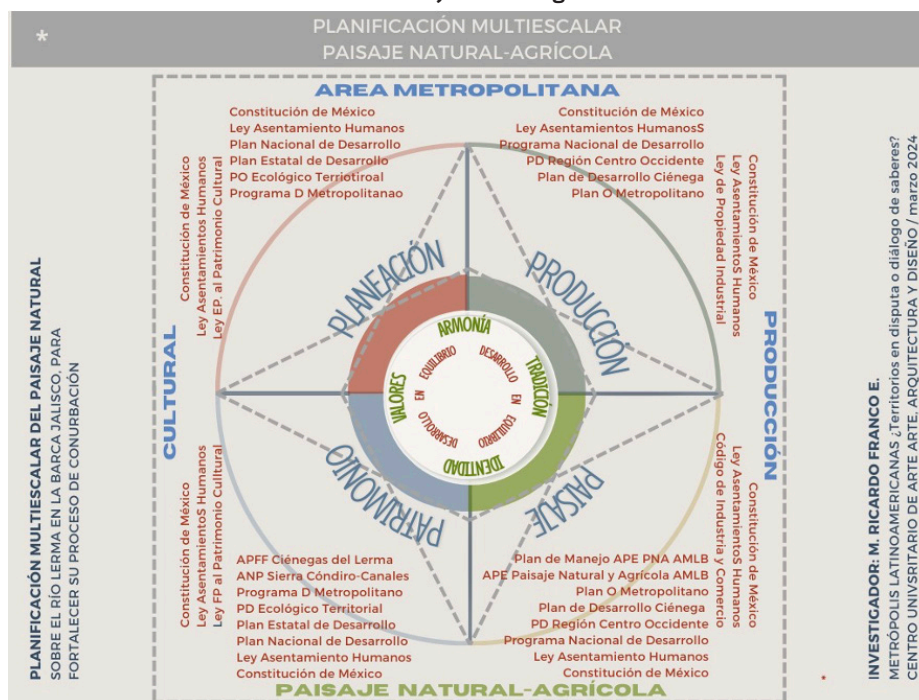 *
PLANIFICACIÓN MULTIESCALAR
PAISAJE NATURAL-AGRÍCOLA
PLANIFICACIÓN MULTIESCALAR DEL PAISAJE NATURAL
SOBRE EL RÍO LERMA EN LA BARCA JALISCO, PARA
FORTALECER SU PROCESO DE CONURBACIÓN
AREA METROPOLITANA
Constitución de México
Ley Asentamiento Humanos
Plan Nacional de Desarrollo
Plan Estatal de Desarrollo
PO Ecológico Terriotiroal
Programa D Metropolitanao
Constitución de México
Ley Asentamientos HumanosS
Programa Nacional de Desarrollo
PD Región Centro Occidente
Plan de Desarrollo Ciénega
Plan O Metropolitano
CULTURAL
Constitución de México
Ley Asentamientos Humanos
Ley EP. al Patrimonio Cultural
Constitución de México
Ley AsentamientoS Humanos
Ley de Propiedad Industrial
PLANEACIÓN
PRODUCCIÓN
PATRIMONIO
PAISAJE
ARMONÍA
TRADICIÓN
IDENTIDAD
VALORES
DESARROLLO EN EQUILIBRIO
DESARROLLO EN EQUILIBRIO
PRODUCCIÓN
Constitución de México
Ley AsentamientoS Humanos
Ley FP al Patrimonio Cultural
Constitución de México
Ley AsentamientoS Humanos
Código de Industria y Comercio
APFF Ciénegas del Lerma
ANP Sierra Cóndiro-Canales
Programa D Metropolitano
PD Ecológico Territorial
Plan Estatal de Desarrollo
Plan Nacional de Desarrollo
Ley Asentamiento Humanos
Constitución de México
Plan de Manejo APE PNA AMLB
APE Paisaje Natural y Agrícola AMLB
Plan O Metropolitano
Plan de Desarrollo Ciénega
PD Región Centro Occidente
Programa Nacional de Desarrollo
Ley Asentamiento Humanos
Constitución de México
PAISAJE NATURAL-AGRÍCOLA
INVESTIGADOR: M. RICARDO FRANCO E.
METRÓPOLIS LATINOAMERICANAS ¿Territorios en disputa diálogo de saberes?
CENTRO UNIVSRITARIO DE ARTE ARTE, ARQUITECTURA Y DISEÑO / marzo 2024